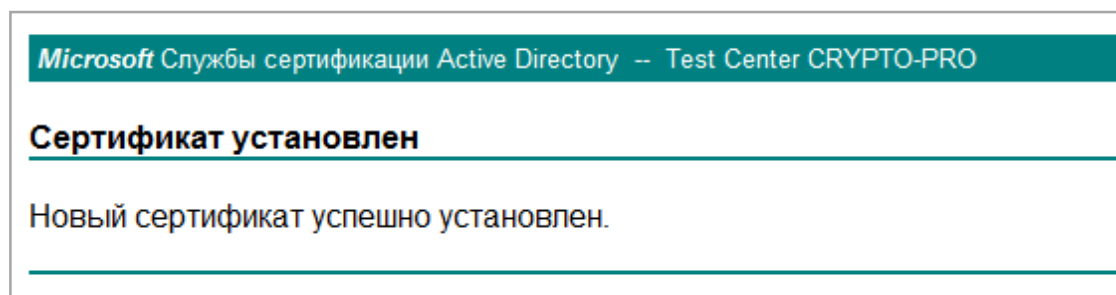 Microsoft Службы сертификации Active Directory -- Test Center CRYPTO-PRO
Сертификат установлен
Новый сертификат успешно установлен.